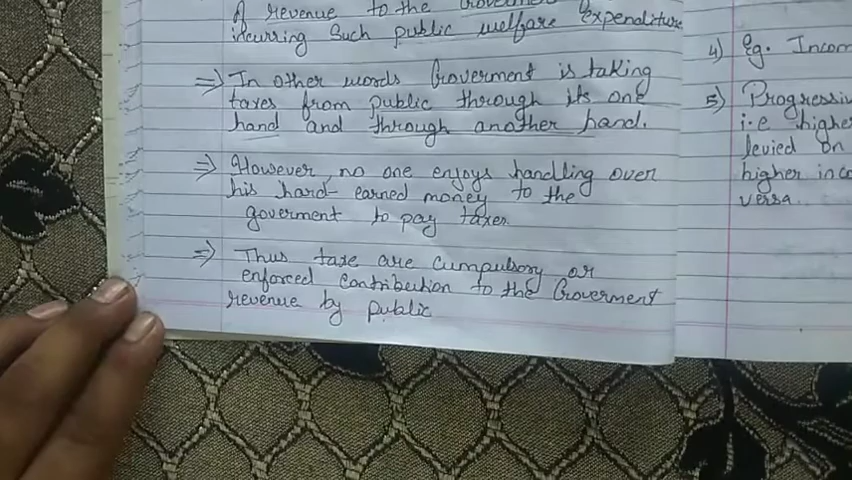 of revenue to the
incurring such public welfare expenditure
=> In other words Goverment is taking
taxes from public through its one
hand and through another hand.
=> However, no one enjoys handling over
his hard-earned money to the
goverment to pay taxes.
=> Thus taxe are cumpulsory or
enforced contribution to the Goverment
revenue by public
4) Eg. Incom
5) Progressiv
i.e higher
levied on
higher inco
versa.